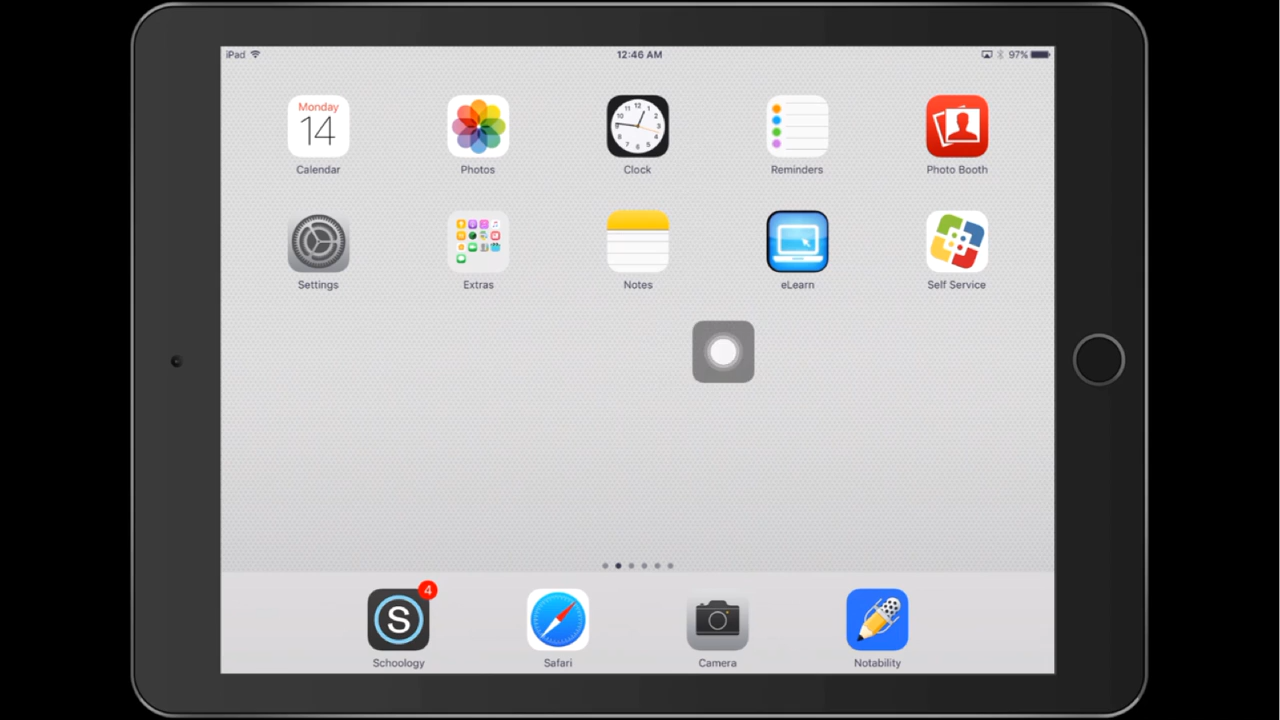 iPad 12:46 AM 97%
Monday
14
Calendar Photos Clock Reminders Photo Booth
Settings Extras Notes eLearn Self Service
4
S
Schoology Safari Camera Notability